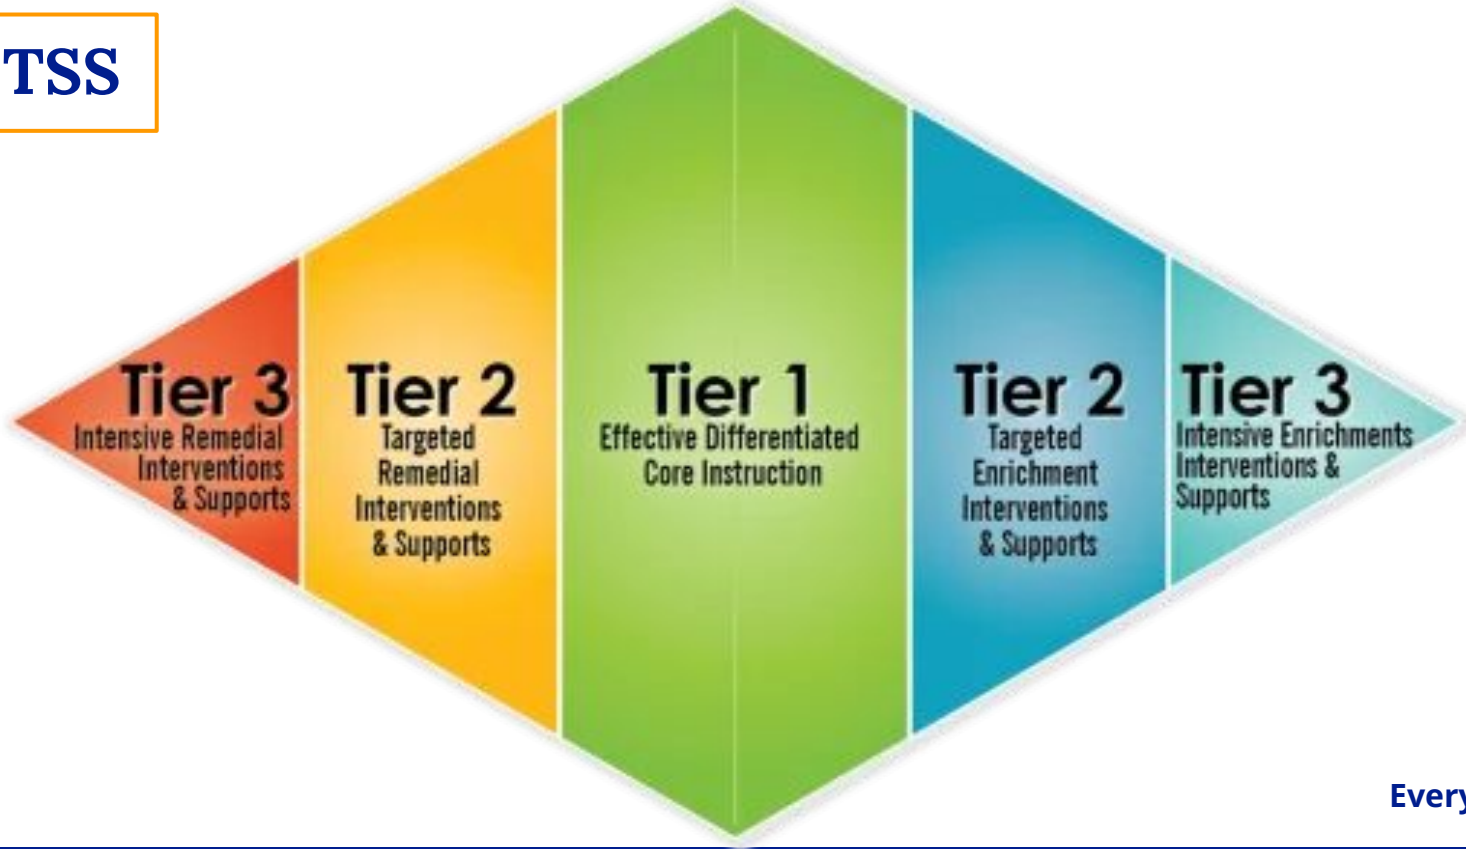 TSS
Tier 3
Intensive Remedial
Interventions
& Supports
Tier 2
Targeted
Remedial
Interventions
& Supports
Tier 1
Effective Differentiated
Core Instruction
Tier 2
Targeted
Enrichment
Interventions
& Supports
Tier 3
Intensive Enrichments
Interventions &
Supports
Every